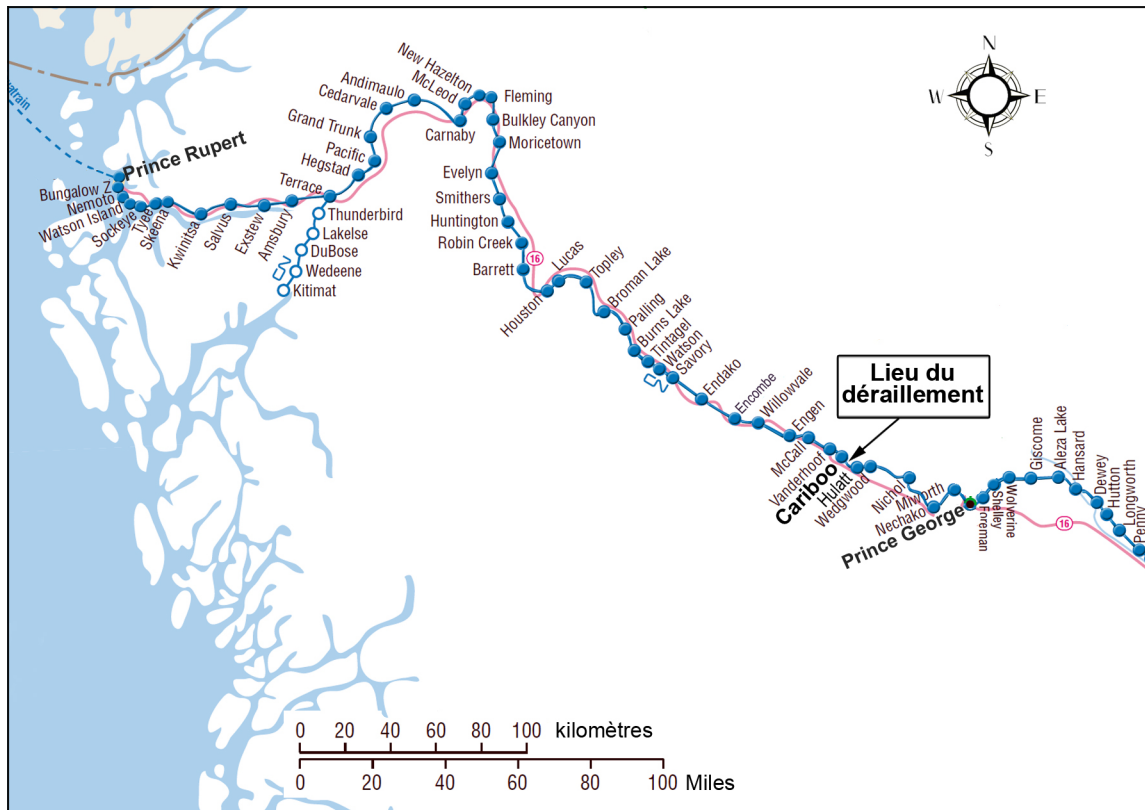 N
W
E
S
New Hazelton
McLeod
Andimaulo
Cedarvale
Fleming
Grand Trunk
Carnaby
Bulkley Canyon
Moricetown
Pacific
Hegstad
Prince Rupert
Evelyn
Terrace
Bungalow Z
Nemoto
Watson Island
Sockeye
Tyee
Skeena
Kwinitsa
Salvus
Exstew
Amsbury
Smithers
Thunderbird
Huntington
Lakelse
Robin Creek
DuBose
CN
Wedeene
Barrett
16
Kitimat
Houston
Lucas
Topley
Broman Lake
Palling
Burns Lake
Tintagel
Watson
Savory
CN
Endako
Encombe
Willowvale
Engen
McCall
Vanderhoof
Lieu du
déraillement
Cariboo
Hulatt
Wedgwood
Nichol
Miworth
Nechako
Prince George
Foreman
Shelley
Wolverine
Giscome
Aleza Lake
Hansard
Dewey
Hutton
Longworth
Penny
16
0 20 40 60 80 100 kilomètres
0 20 40 60 80 100 Miles